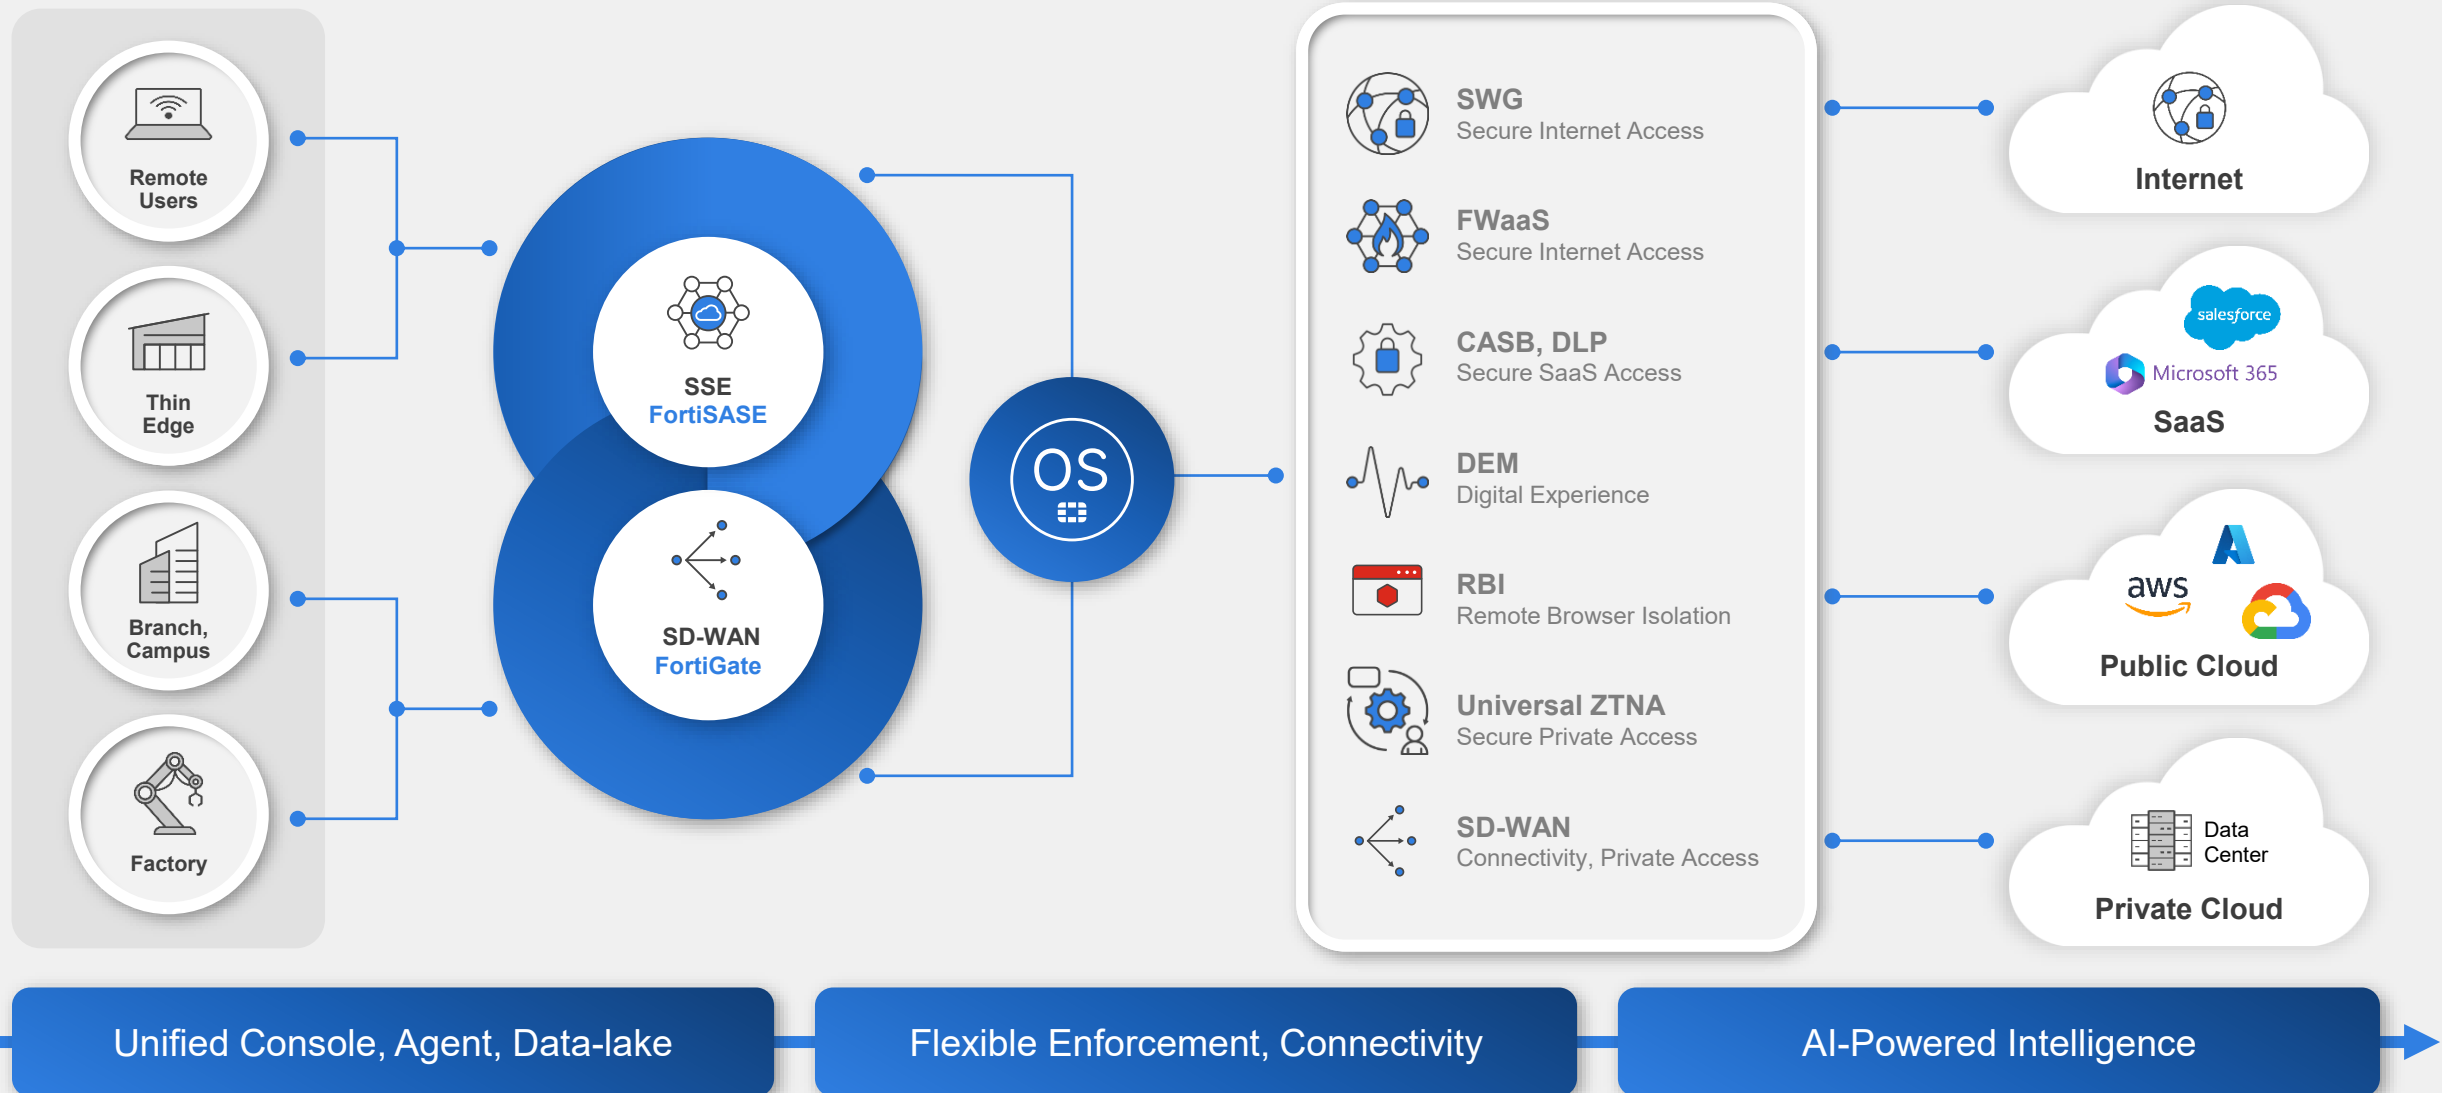 Remote
Users
Thin
Edge
Branch,
Campus
Factory
SSE
FortiSASE
SD-WAN
FortiGate
OS
SWG
Secure Internet Access
FWaaS
Secure Internet Access
CASB, DLP
Secure SaaS Access
DEM
Digital Experience
RBI
Remote Browser Isolation
Universal ZTNA
Secure Private Access
SD-WAN
Connectivity, Private Access
Internet
salesforce
Microsoft 365
SaaS
aws
Public Cloud
Data
Center
Private Cloud
Unified Console, Agent, Data-lake
Flexible Enforcement, Connectivity
AI-Powered Intelligence